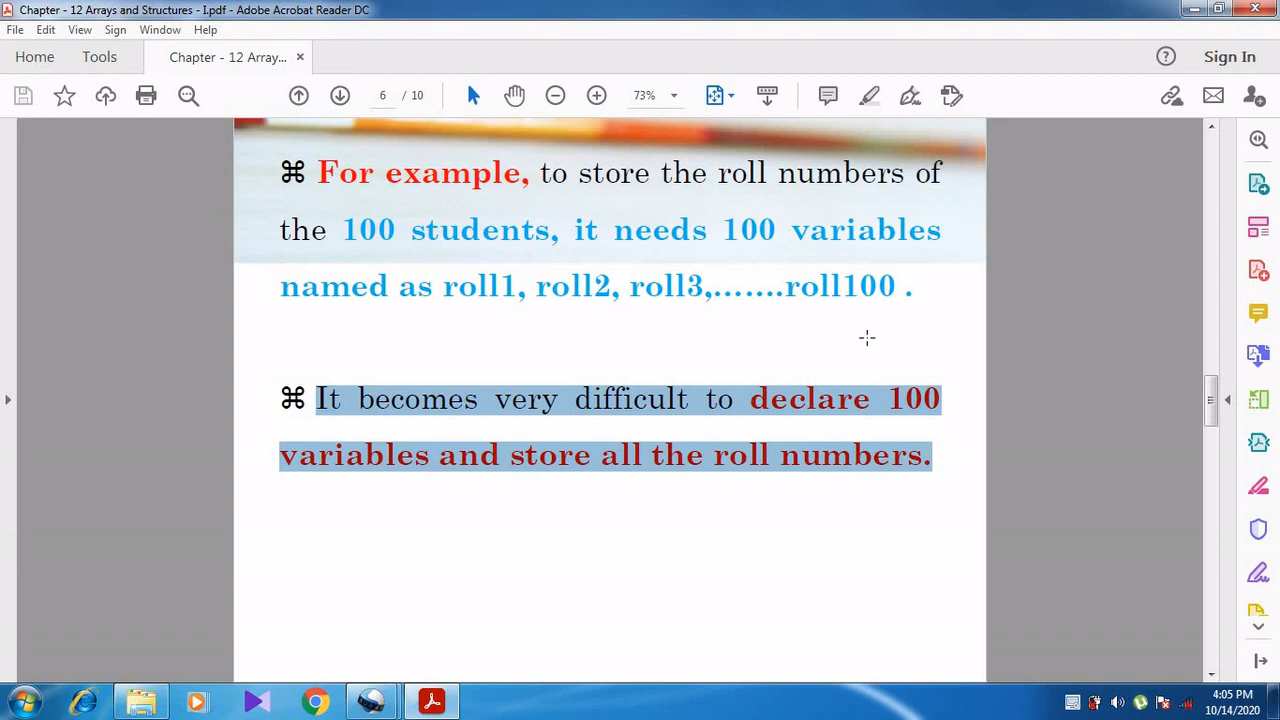 Chapter - 12 Arrays and Structures - I.pdf - Adobe Acrobat Reader DC
File Edit View Sign Window Help
Home Tools Chapter - 12 Array... × Sign In
6 / 10 73%
⌘ For example, to store the roll numbers of
the 100 students, it needs 100 variables
named as roll1, roll2, roll3,.......roll100 .
⌘ It becomes very difficult to declare 100
variables and store all the roll numbers.
4:05 PM
10/14/2020